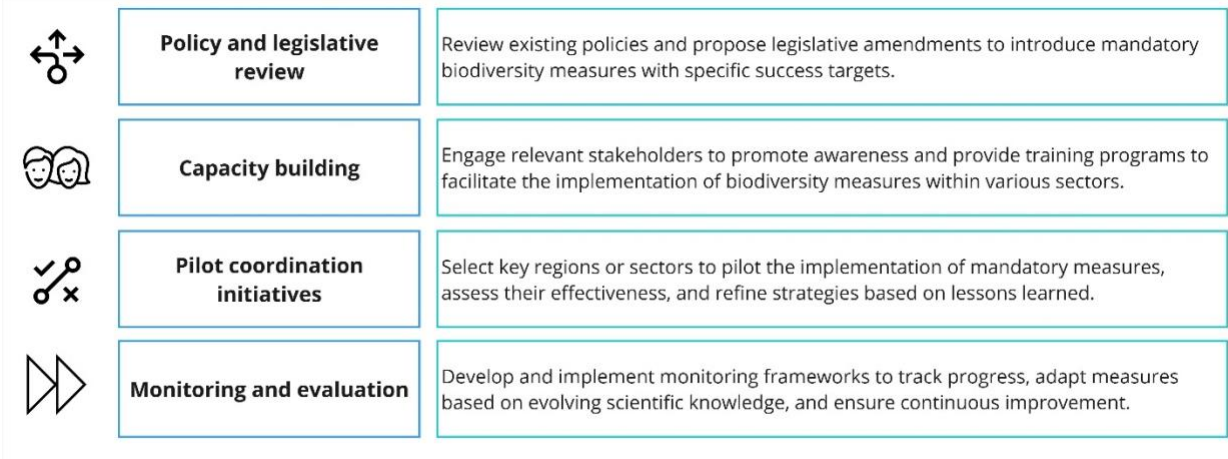 Policy and legislative
review
Review existing policies and propose legislative amendments to introduce mandatory
biodiversity measures with specific success targets.
Capacity building
Engage relevant stakeholders to promote awareness and provide training programs to
facilitate the implementation of biodiversity measures within various sectors.
Pilot coordination
initiatives
Select key regions or sectors to pilot the implementation of mandatory measures,
assess their effectiveness, and refine strategies based on lessons learned.
Monitoring and evaluation
Develop and implement monitoring frameworks to track progress, adapt measures
based on evolving scientific knowledge, and ensure continuous improvement.